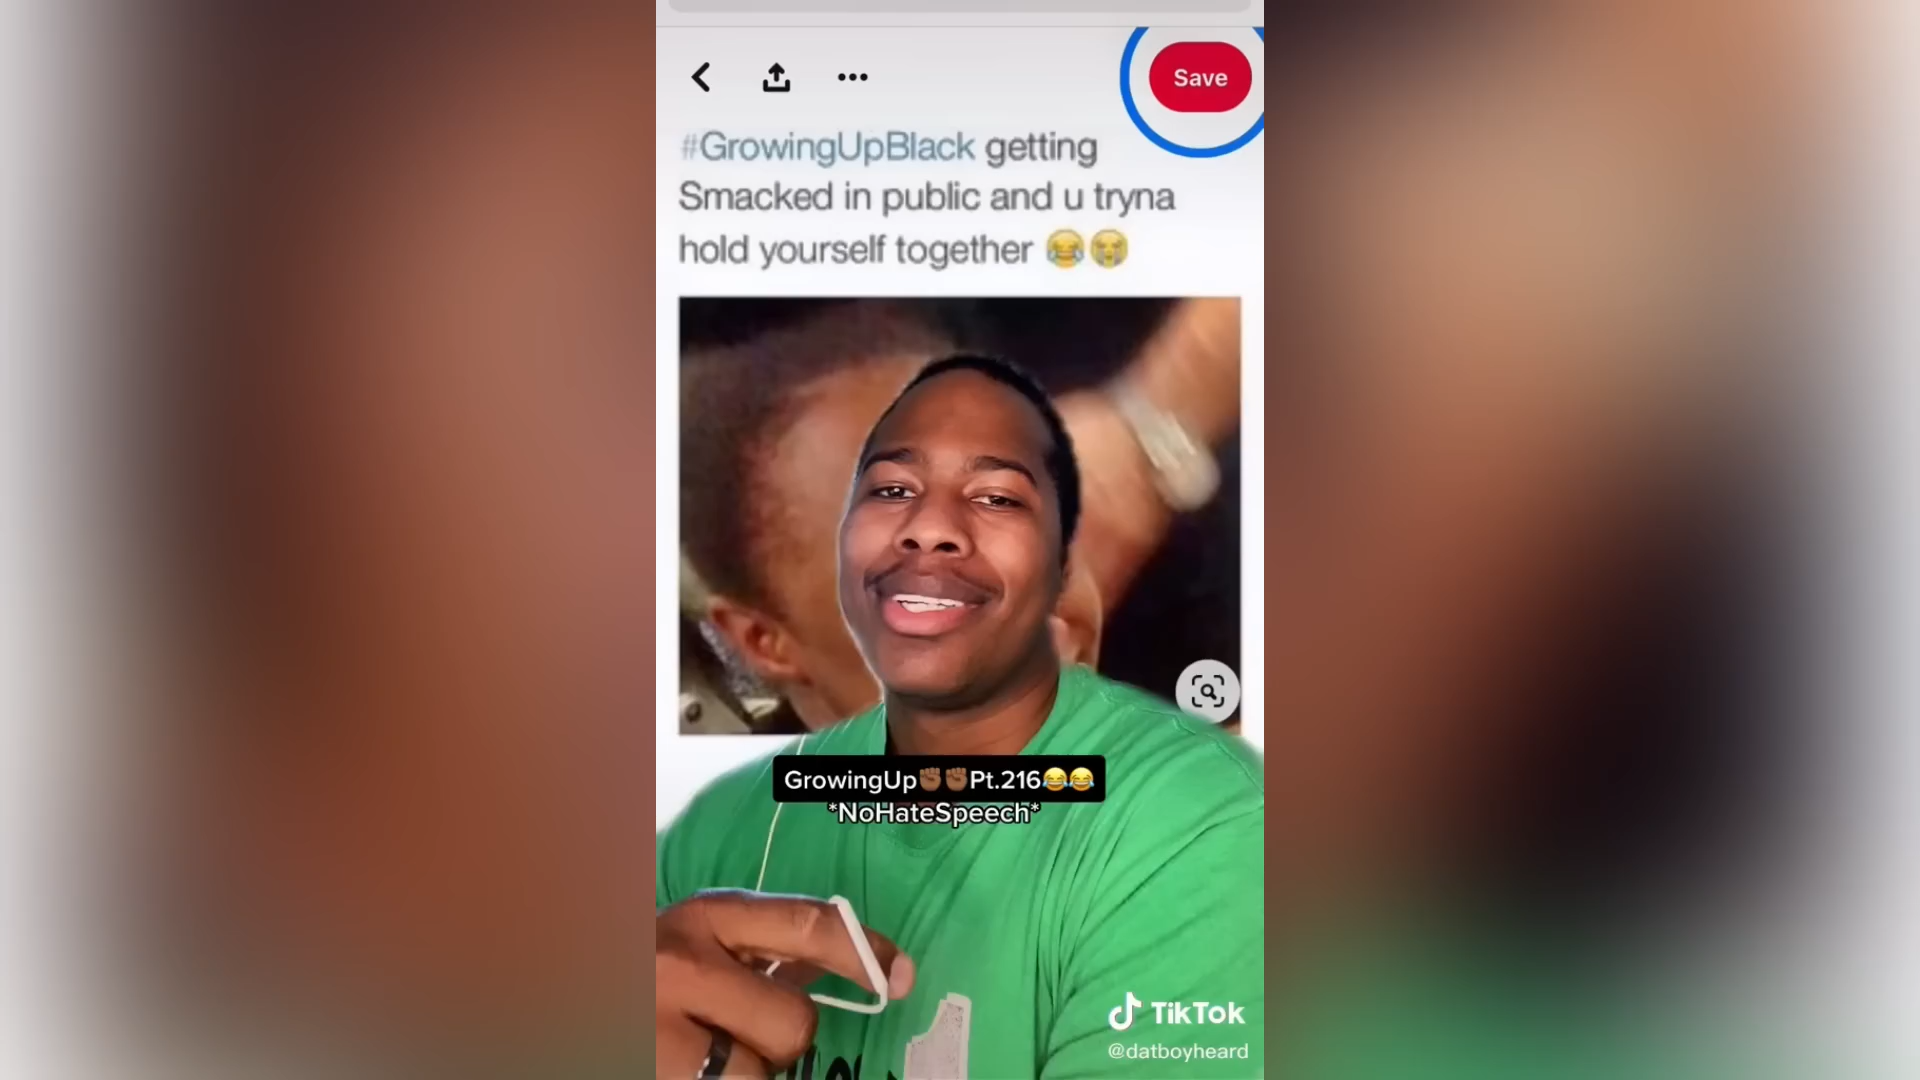 Save
#GrowingUpBlack getting
Smacked in public and u tryna
hold yourself together 😂😭
GrowingUp✊🏾✊🏾Pt.216😂😂
*NoHateSpeech*
TikTok
@datboyheard